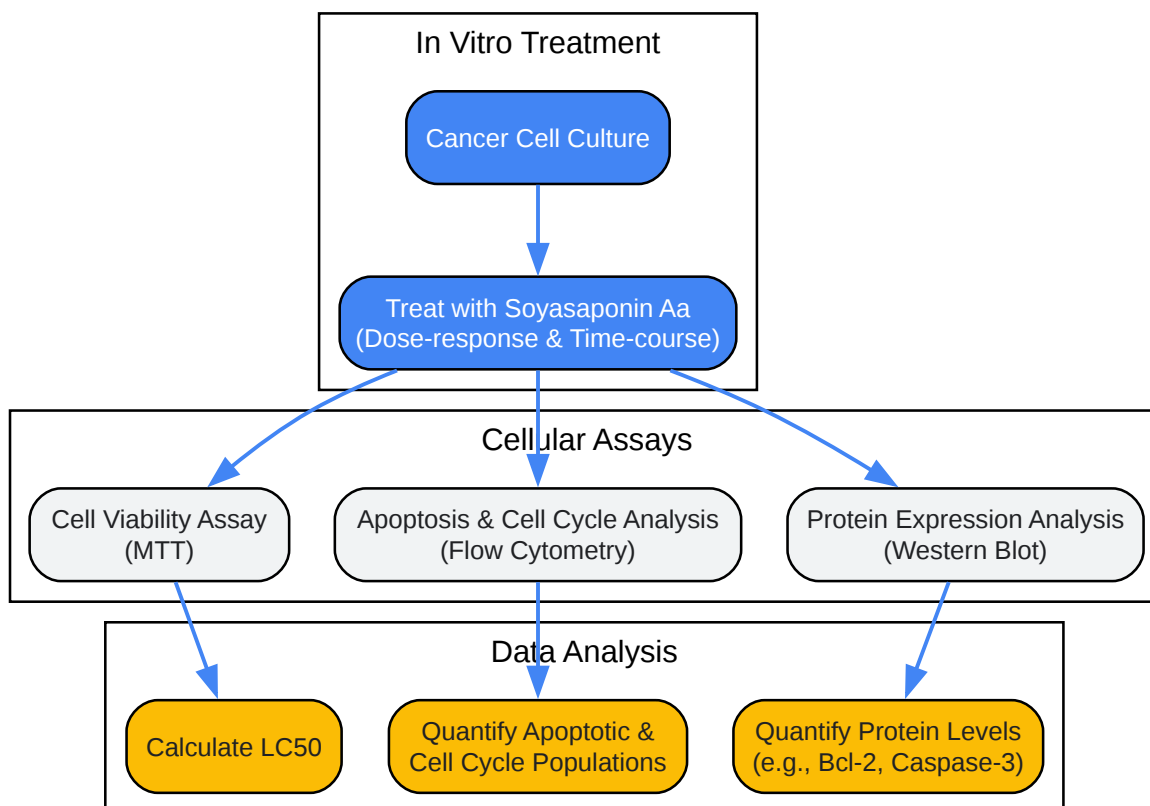 In Vitro Treatment
Cancer Cell Culture
Treat with Soyasaponin Aa
(Dose-response & Time-course)
Cellular Assays
Cell Viability Assay
(MTT)
Apoptosis & Cell Cycle Analysis
(Flow Cytometry)
Protein Expression Analysis
(Western Blot)
Data Analysis
Calculate LC50
Quantify Apoptotic &
Cell Cycle Populations
Quantify Protein Levels
(e.g., Bcl-2, Caspase-3)